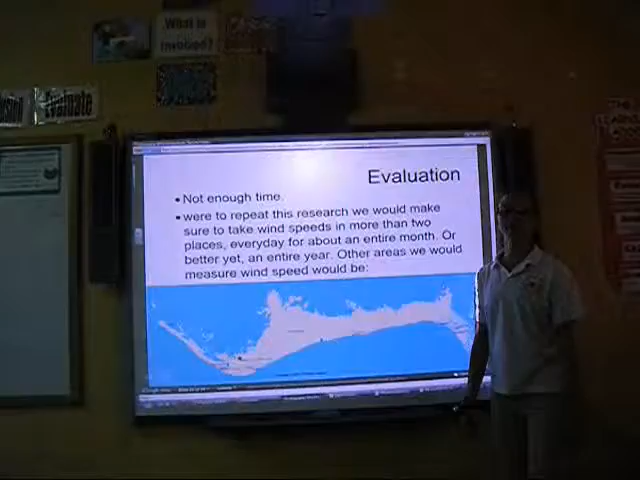 What is
involved?
Evaluate
Evaluation
• Not enough time.
• were to repeat this research we would make
sure to take wind speeds in more than two
places, everyday for about an entire month. Or
better yet, an entire year. Other areas we would
measure wind speed would be: